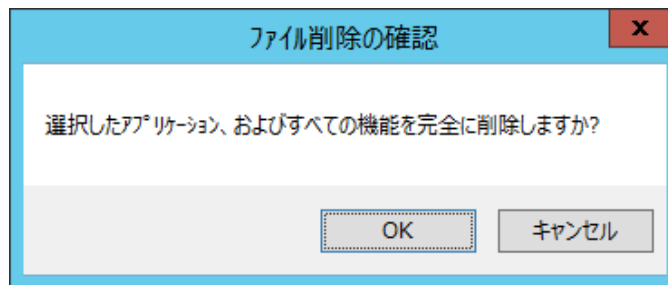 ファイル削除の確認
x
選択したｱﾌﾟﾘｹｰｼｮﾝ、およびすべての機能を完全に削除しますか?
OK
キャンセル